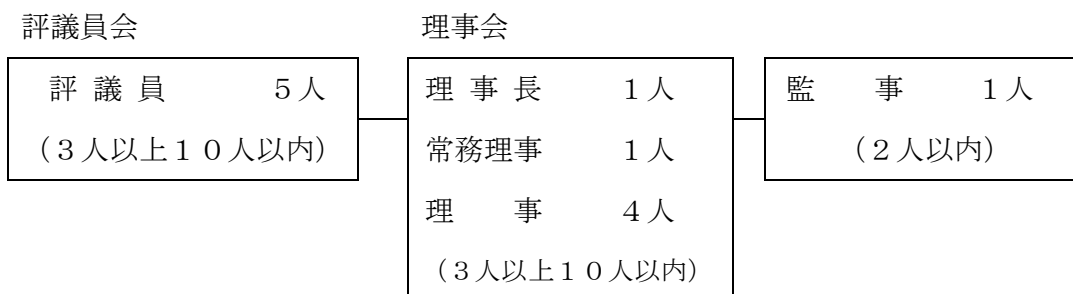 評議員会
評議員 5人
(3人以上10人以内)
理事会
理事長 1人
常務理事 1人
理事 4人
(3人以上10人以内)
監事 1人
(2人以内)